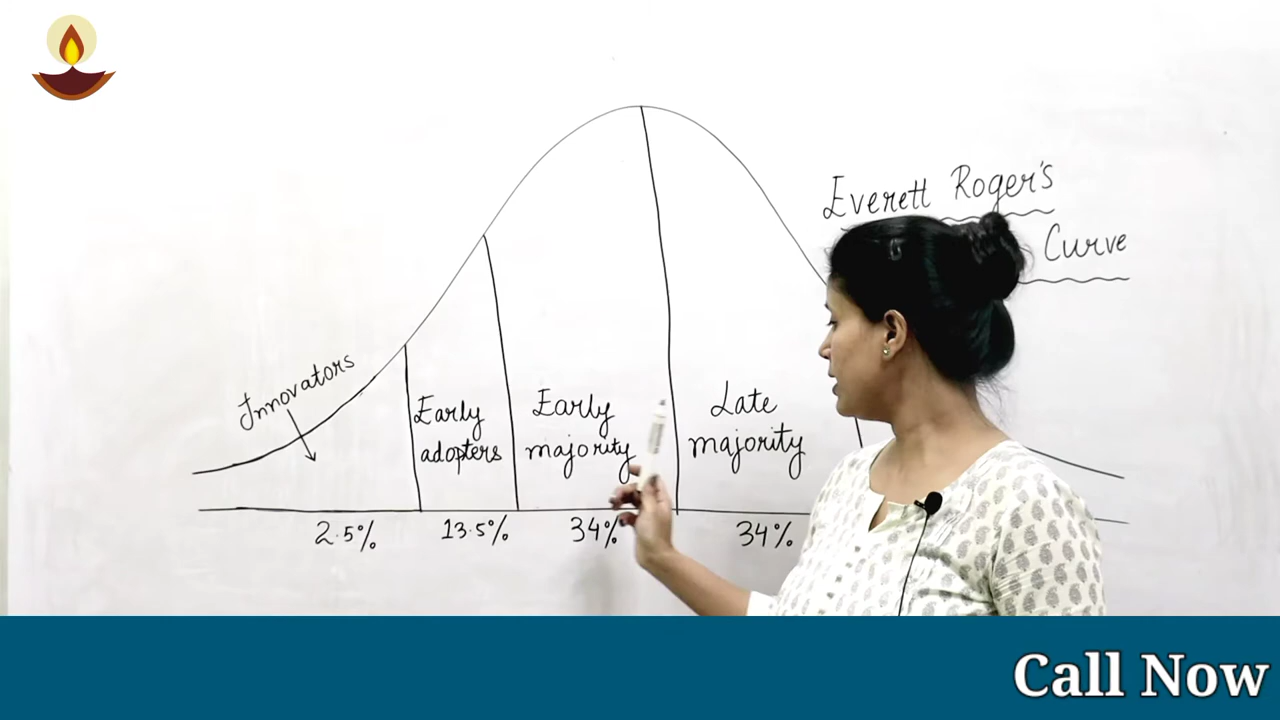 Everett Roger's
Curve
Innovators
Early
adopters
Early
majority
Late
majority
2.5%
13.5%
34%
34%
Call Now